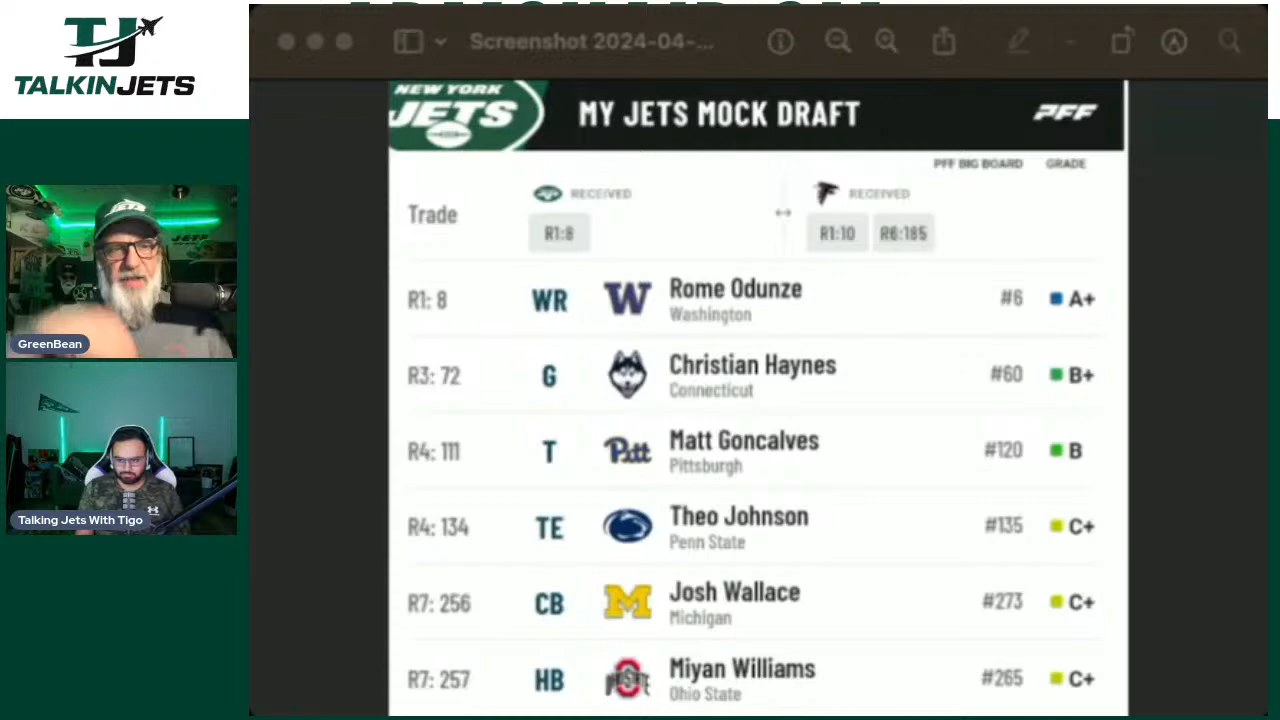 TJ
TALKINJETS
GreenBean
Talking Jets With Tigo
Screenshot 2024-04-...
NEW YORK
JETS
MY JETS MOCK DRAFT
PFF
PFF BIG BOARD GRADE
Trade
RECEIVED
R1:8
RECEIVED
R1:10 R6:185
R1: 8 WR W Rome Odunze #6 A+
Washington
R3: 72 G Christian Haynes #60 B+
Connecticut
R4: 111 T Pitt Matt Goncalves #120 B
Pittsburgh
R4: 134 TE Theo Johnson #135 C+
Penn State
R7: 256 CB M Josh Wallace #273 C+
Michigan
R7: 257 HB Miyan Williams #265 C+
Ohio State